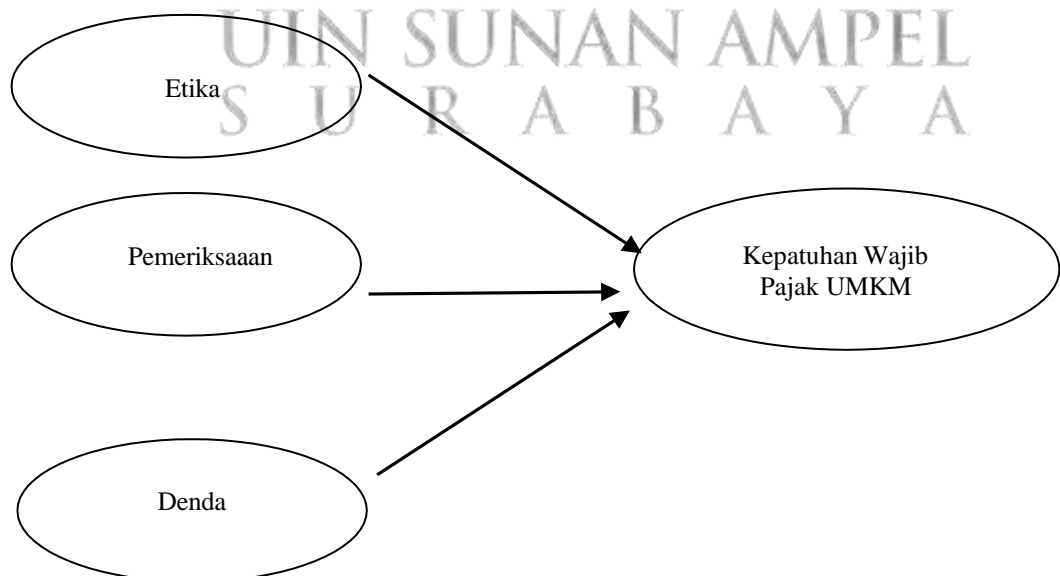 UIN SUNAN AMPEL
S U R A B A Y A
Etika
Pemeriksaaan
Kepatuhan Wajib
Pajak UMKM
Denda